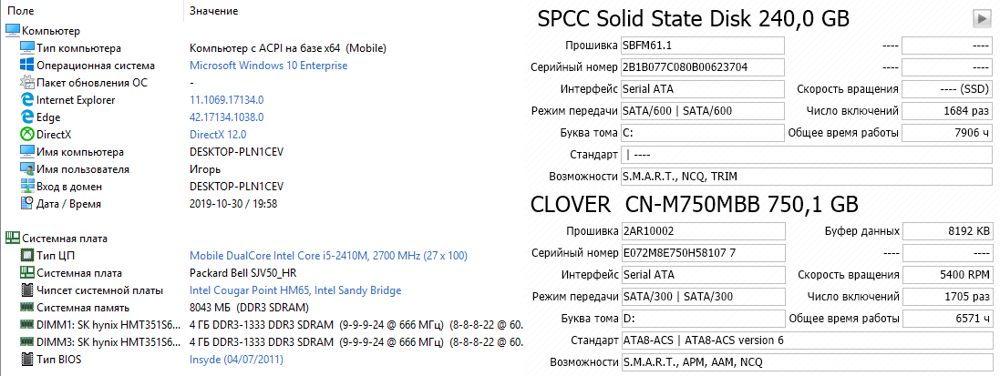 Поле Значение
Компьютер
Тип компьютера Компьютер с ACPI на базе x64 (Mobile)
Операционная система Microsoft Windows 10 Enterprise
Пакет обновления ОС -
Internet Explorer 11.1069.17134.0
Edge 42.17134.1038.0
DirectX DirectX 12.0
Имя компьютера DESKTOP-PLN1CEV
Имя пользователя Игорь
Вход в домен DESKTOP-PLN1CEV
Дата / Время 2019-10-30 / 19:58
Системная плата
Тип ЦП Mobile DualCore Intel Core i5-2410M, 2700 MHz (27 x 100)
Системная плата Packard Bell SJV50_HR
Чипсет системной платы Intel Cougar Point HM65, Intel Sandy Bridge
Системная память 8043 МБ (DDR3 SDRAM)
DIMM1: SK hynix HMT351S6... 4 ГБ DDR3-1333 DDR3 SDRAM (9-9-9-24 @ 666 МГц) (8-8-8-22 @ 60...
DIMM3: SK hynix HMT351S6... 4 ГБ DDR3-1333 DDR3 SDRAM (9-9-9-24 @ 666 МГц) (8-8-8-22 @ 60...
Тип BIOS Insyde (04/07/2011)
SPCC Solid State Disk 240,0 GB
Прошивка SBFM61.1 ---- ----
Серийный номер 2B1B077C080B00623704 ---- ----
Интерфейс Serial ATA Скорость вращения ---- (SSD)
Режим передачи SATA/600 | SATA/600 Число включений 1684 раз
Буква тома C: Общее время работы 7906 ч
Стандарт | ----
Возможности S.M.A.R.T., NCQ, TRIM
CLOVER CN-M750MBB 750,1 GB
Прошивка 2AR10002 Буфер данных 8192 KB
Серийный номер E072M8E750H58107 7 ---- ----
Интерфейс Serial ATA Скорость вращения 5400 RPM
Режим передачи SATA/300 | SATA/300 Число включений 1705 раз
Буква тома D: Общее время работы 6571 ч
Стандарт ATA8-ACS | ATA8-ACS version 6
Возможности S.M.A.R.T., APM, AAM, NCQ